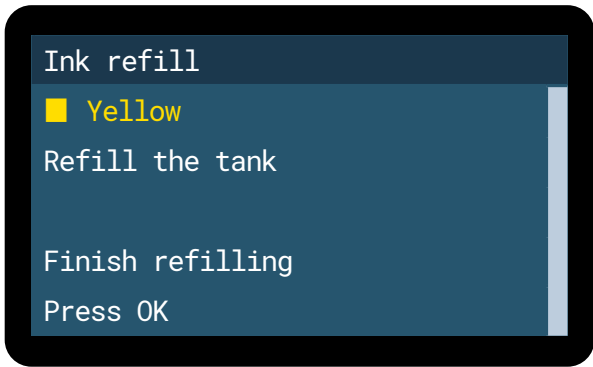 Ink refill
Yellow
Refill the tank
Finish refilling
Press OK